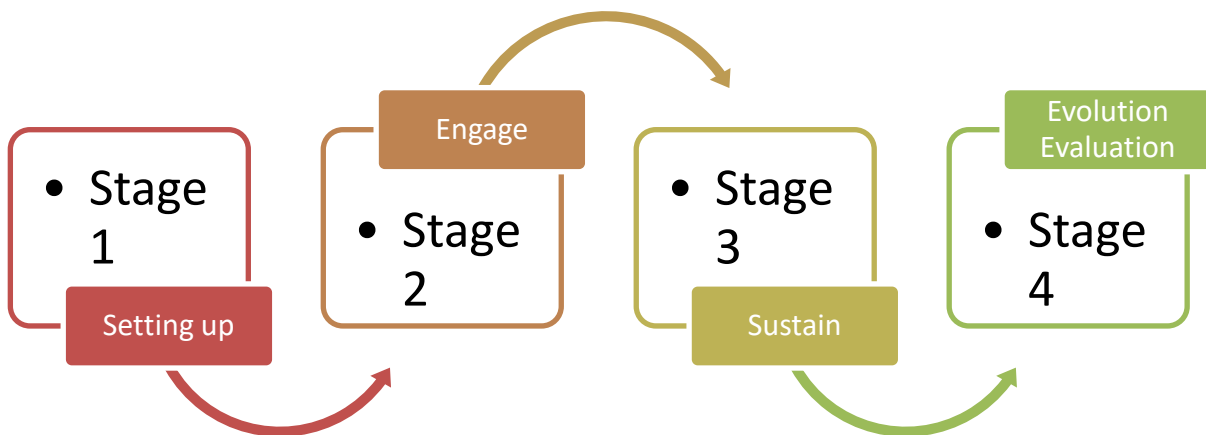 • Stage
1
Setting up
Engage
• Stage
2
• Stage
3
Sustain
Evolution
Evaluation
• Stage
4